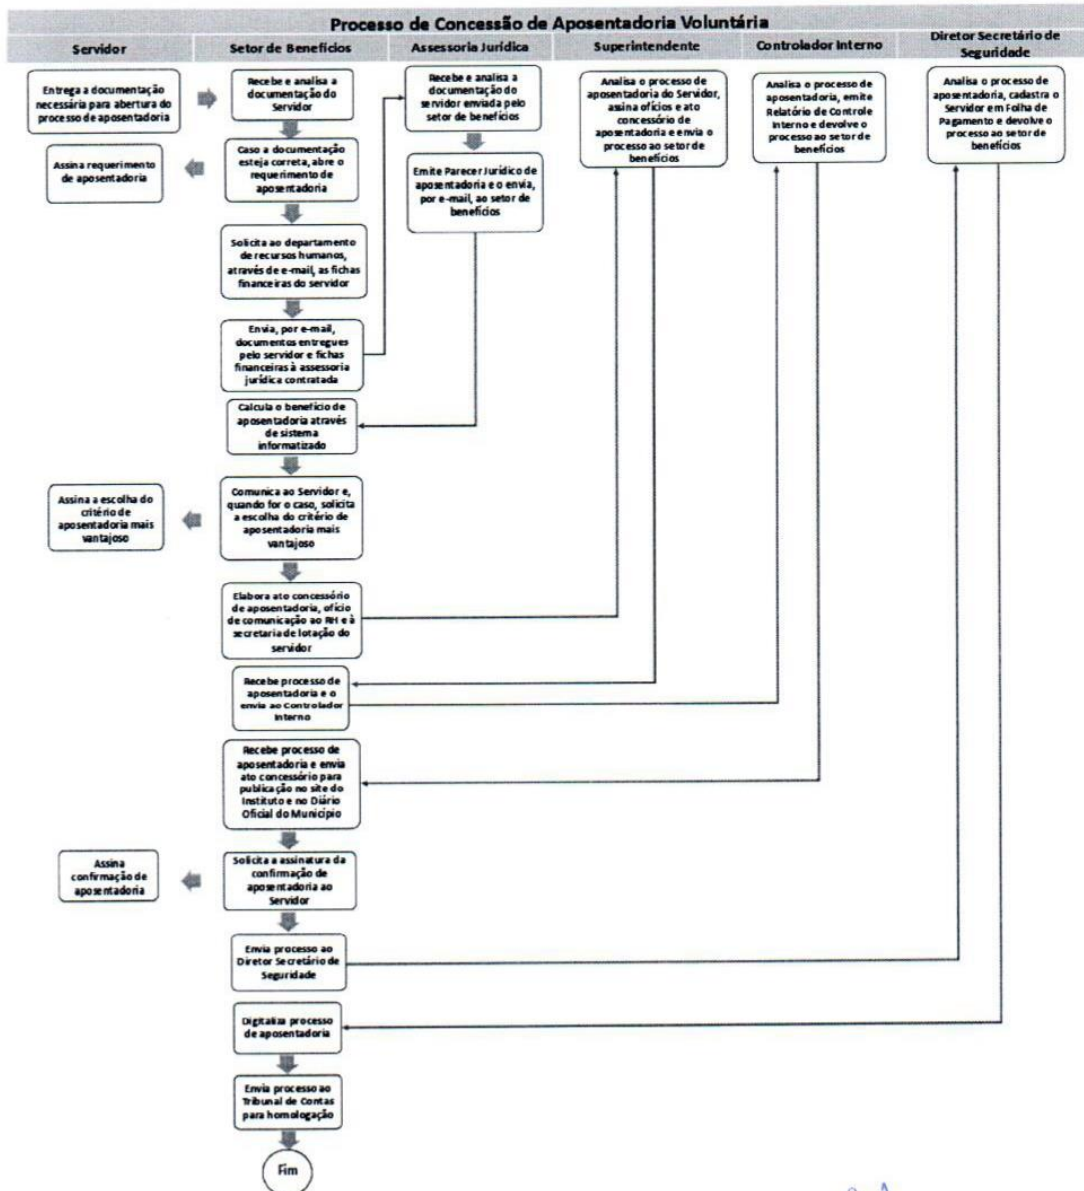 Processo de Concessão de Aposentadoria Voluntária
Servidor
Setor de Benefícios
Assessoria Jurídica
Superintendente
Controlador Interno
Diretor Secretário de
Seguridade
Entrega a documentação
necessária para abertura do
processo de aposentadoria
Recebe e analisa a
documentação do
Servidor
Recebe e analisa a
documentação do
servidor enviada pelo
setor de benefícios
Analisa o processo de
aposentadoria do Servidor,
assina ofícios e ato
concessório de
aposentadoria e envia o
processo ao setor de
benefícios
Analisa o processo de
aposentadoria, emite
Relatório de Controle
Interno e devolve o
processo ao setor de
benefícios
Analisa o processo de
aposentadoria, cadastra o
Servidor em Folha de
Pagamento e devolve o
processo ao setor de
benefícios
Assina requerimento
de aposentadoria
Caso a documentação
esteja correta, abre o
requerimento de
aposentadoria
Emite Parecer Jurídico de
aposentadoria e o envia,
por e-mail, ao setor de
benefícios
Solicita ao departamento
de recursos humanos,
através de e-mail, as fichas
financeiras do servidor
Envia, por e-mail,
documentos entregues
pelo servidor e fichas
financeiras à assessoria
jurídica contratada
Calcula o benefício de
aposentadoria através
de sistema
informatizado
Assina a escolha do
critério de
aposentadoria mais
vantajoso
Comunica ao Servidor e,
quando for o caso, solicita
a escolha do critério de
aposentadoria mais
vantajoso
Elabora ato concessório
de aposentadoria, ofício
de comunicação ao RH e à
secretaria de lotação do
servidor
Recebe processo de
aposentadoria e o
envia ao Controlador
Interno
Recebe processo de
aposentadoria e envia
ato concessório para
publicação no site do
Instituto e no Diário
Oficial do Município
Assina
confirmação de
aposentadoria
Solicita a assinatura da
confirmação de
aposentadoria ao
Servidor
Envia processo ao
Diretor Secretário de
Seguridade
Digitaliza processo
de aposentadoria
Envia processo ao
Tribunal de Contas
para homologação
Fim